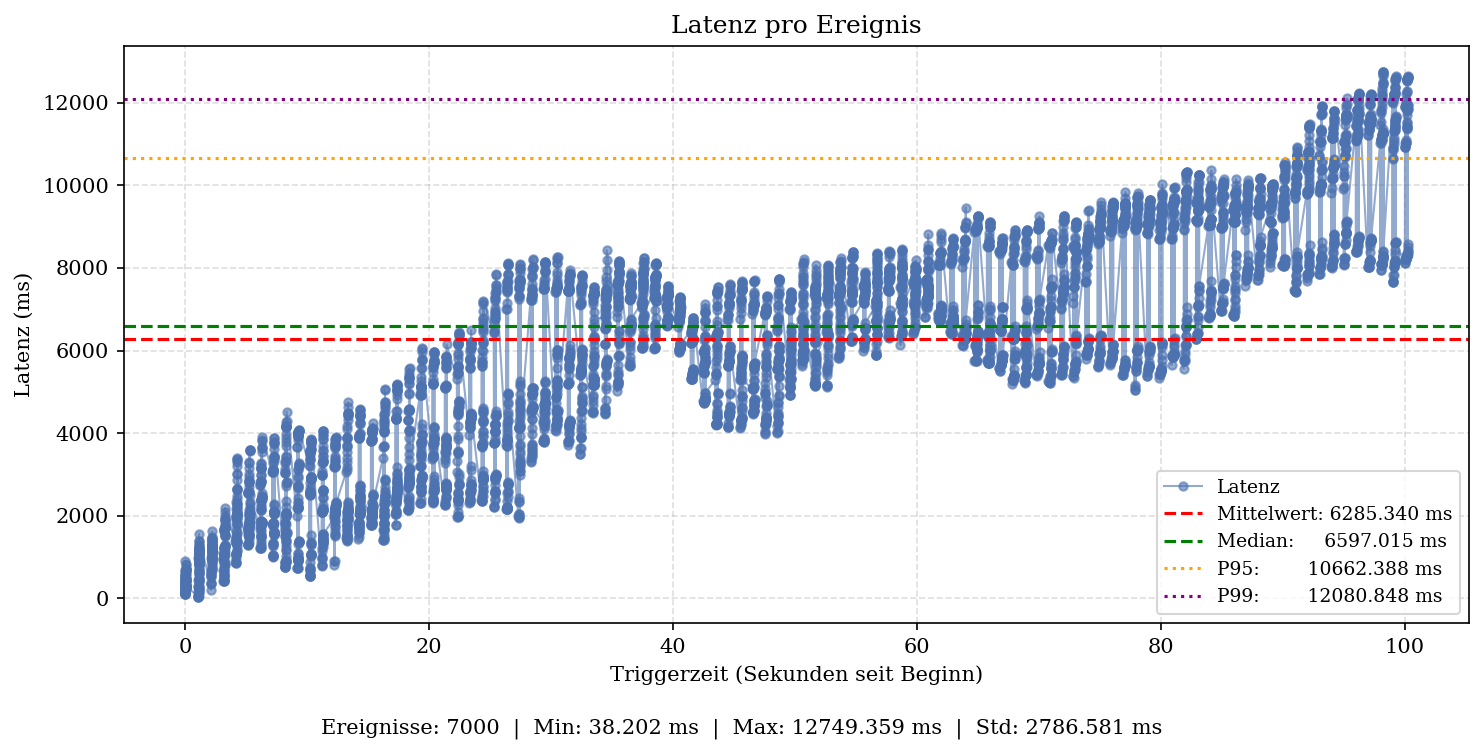 Latenz pro Ereignis
Latenz (ms)
12000
10000
8000
6000
4000
2000
0
0 20 40 60 80 100
Triggerzeit (Sekunden seit Beginn)
Latenz
Mittelwert: 6285.340 ms
Median: 6597.015 ms
P95: 10662.388 ms
P99: 12080.848 ms
Ereignisse: 7000 | Min: 38.202 ms | Max: 12749.359 ms | Std: 2786.581 ms